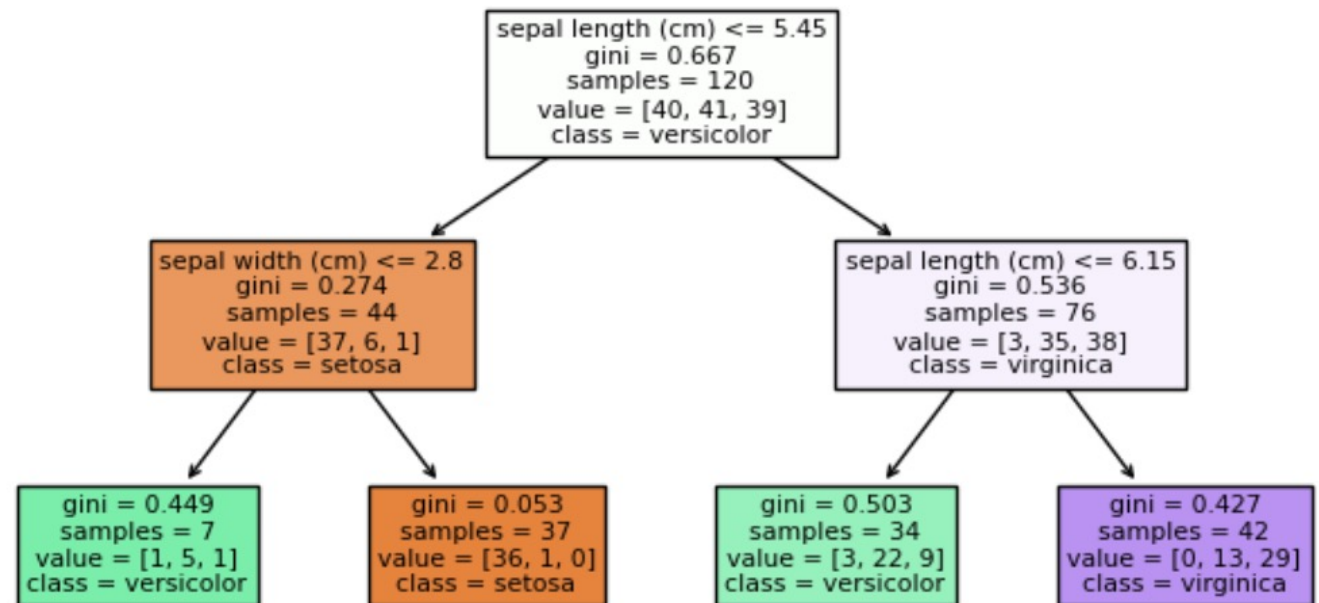 sepal length (cm) <= 5.45
gini = 0.667
samples = 120
value = [40, 41, 39]
class = versicolor
sepal width (cm) <= 2.8
gini = 0.274
samples = 44
value = [37, 6, 1]
class = setosa
sepal length (cm) <= 6.15
gini = 0.536
samples = 76
value = [3, 35, 38]
class = virginica
gini = 0.449
samples = 7
value = [1, 5, 1]
class = versicolor
gini = 0.053
samples = 37
value = [36, 1, 0]
class = setosa
gini = 0.503
samples = 34
value = [3, 22, 9]
class = versicolor
gini = 0.427
samples = 42
value = [0, 13, 29]
class = virginica